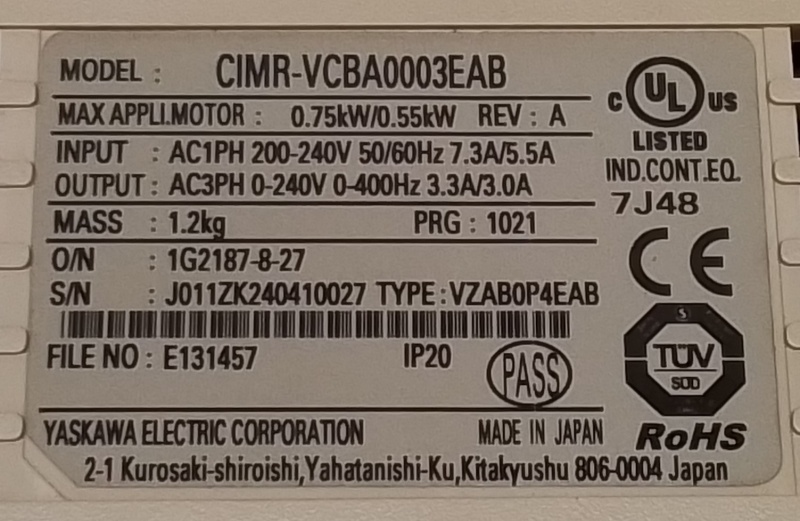 MODEL : CIMR-VCBA0003EAB
MAX APPLI.MOTOR : 0.75kW/0.55kW REV : A
INPUT : AC1PH 200-240V 50/60Hz 7.3A/5.5A
OUTPUT : AC3PH 0-240V 0-400Hz 3.3A/3.0A
MASS : 1.2kg PRG : 1021
O/N : 1G2187-8-27
S/N : J011ZK240410027 TYPE : VZAB0P4EAB
FILE NO : E131457 IP20 PASS
YASKAWA ELECTRIC CORPORATION MADE IN JAPAN
2-1 Kurosaki-shiroishi,Yahatanishi-Ku,Kitakyushu 806-0004 Japan
C UL US
LISTED
IND.CONT.EQ.
7J48
CE
S
TÜV
SÜD
RoHS